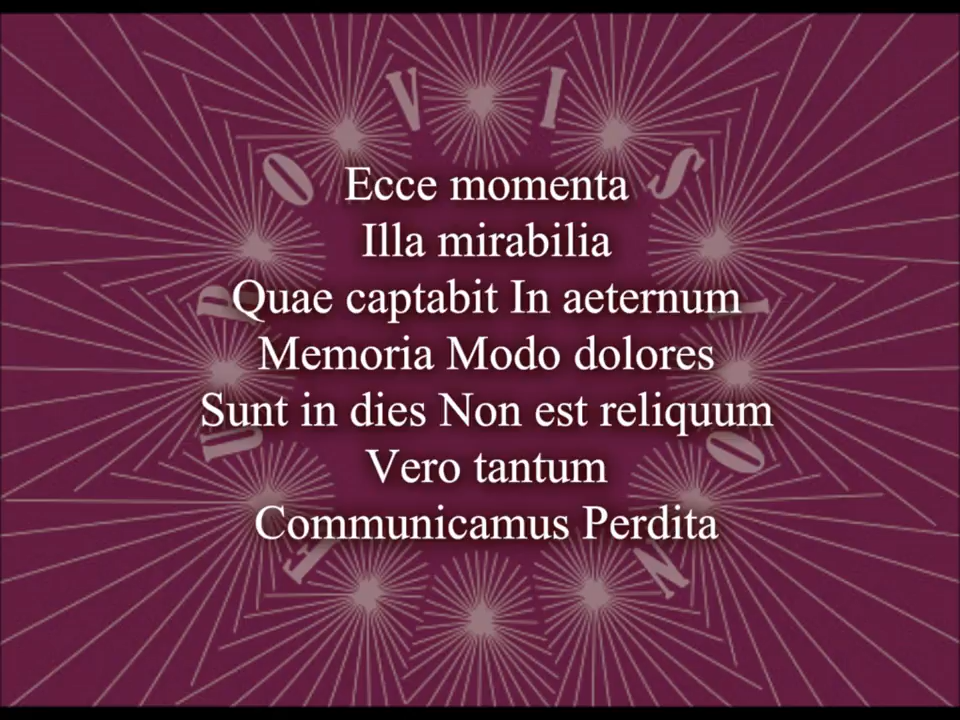 TUDOVISION
Ecce momenta
Illa mirabilia
Quae captabit In aeternum
Memoria Modo dolores
Sunt in dies Non est reliquum
Vero tantum
Communicamus Perdita